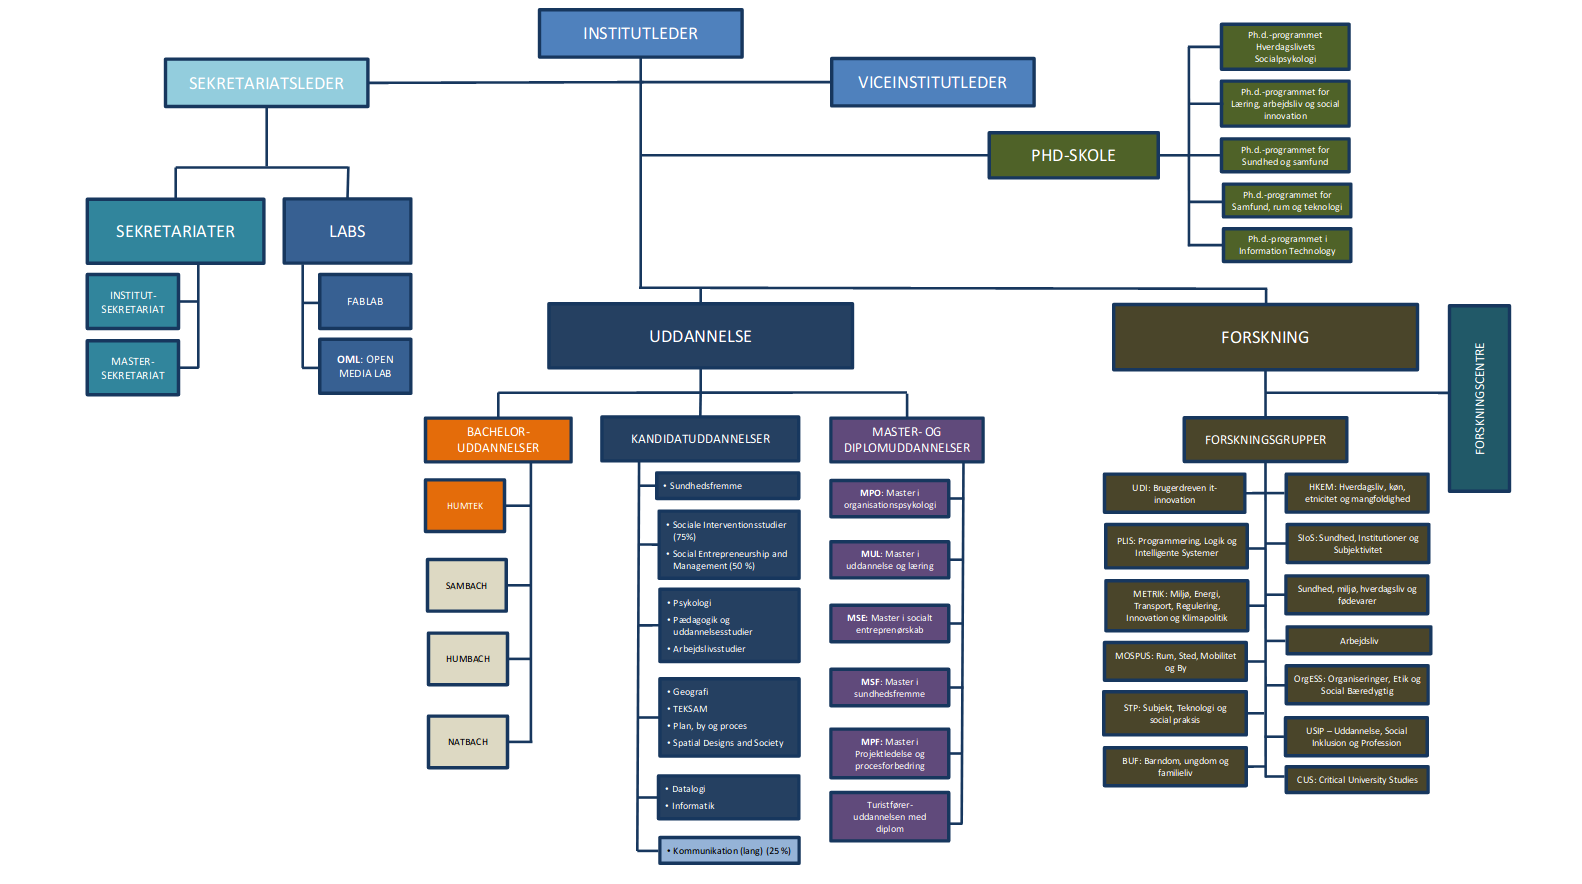 INSTITUTLEDER
SEKRETARIATSLEDER
VICEINSTITUTLEDER
PHD-SKOLE
Ph.d.-programmet
Hverdagslivets
Socialpsykologi
Ph.d.-programmet for
Læring, arbejdsliv og social
innovation
Ph.d.-programmet for
Sundhed og samfund
Ph.d.-programmet for
Samfund, rum og teknologi
Ph.d.-programmet i
Information Technology
SEKRETARIATER
INSTITUT-
SEKRETARIAT
MASTER-
SEKRETARIAT
LABS
FABLAB
OML: OPEN
MEDIA LAB
UDDANNELSE
BACHELOR-
UDDANNELSER
HUMTEK
SAMBACH
HUMBACH
NATBACH
KANDIDATUDDANNELSER
• Sundhedsfremme
• Sociale Interventionsstudier
(75%)
• Social Entrepreneurship and
Management (50 %)
• Psykologi
• Pædagogik og
uddannelsesstudier
• Arbejdslivsstudier
• Geografi
• TEKSAM
• Plan, by og proces
• Spatial Designs and Society
• Datalogi
• Informatik
• Kommunikation (lang) (25 %)
MASTER- OG
DIPLOMUDDANNELSER
MPO: Master i
organisationspsykologi
MUL: Master i
uddannelse og læring
MSE: Master i socialt
entreprenørskab
MSF: Master i
sundhedsfremme
MPF: Master i
Projektledelse og
procesforbedring
Turistfører-
uddannelsen med
diplom
FORSKNING
FORSKNINGSCENTRE
FORSKNINGSGRUPPER
UDI: Brugerdreven it-
innovation
PLIS: Programmering, Logik og
Intelligente Systemer
METRIK: Miljø, Energi,
Transport, Regulering,
Innovation og Klimapolitik
MOSPUS: Rum, Sted, Mobilitet
og By
STP: Subjekt, Teknologi og
social praksis
BUF: Barndom, ungdom og
familieliv
HKEM: Hverdagsliv, køn,
etnicitet og mangfoldighed
SIoS: Sundhed, Institutioner og
Subjektivitet
Sundhed, miljø, hverdagsliv og
fødevarer
Arbejdsliv
OrgESS: Organiseringer, Etik og
Social Bæredygtig
USIP – Uddannelse, Social
Inklusion og Profession
CUS: Critical University Studies